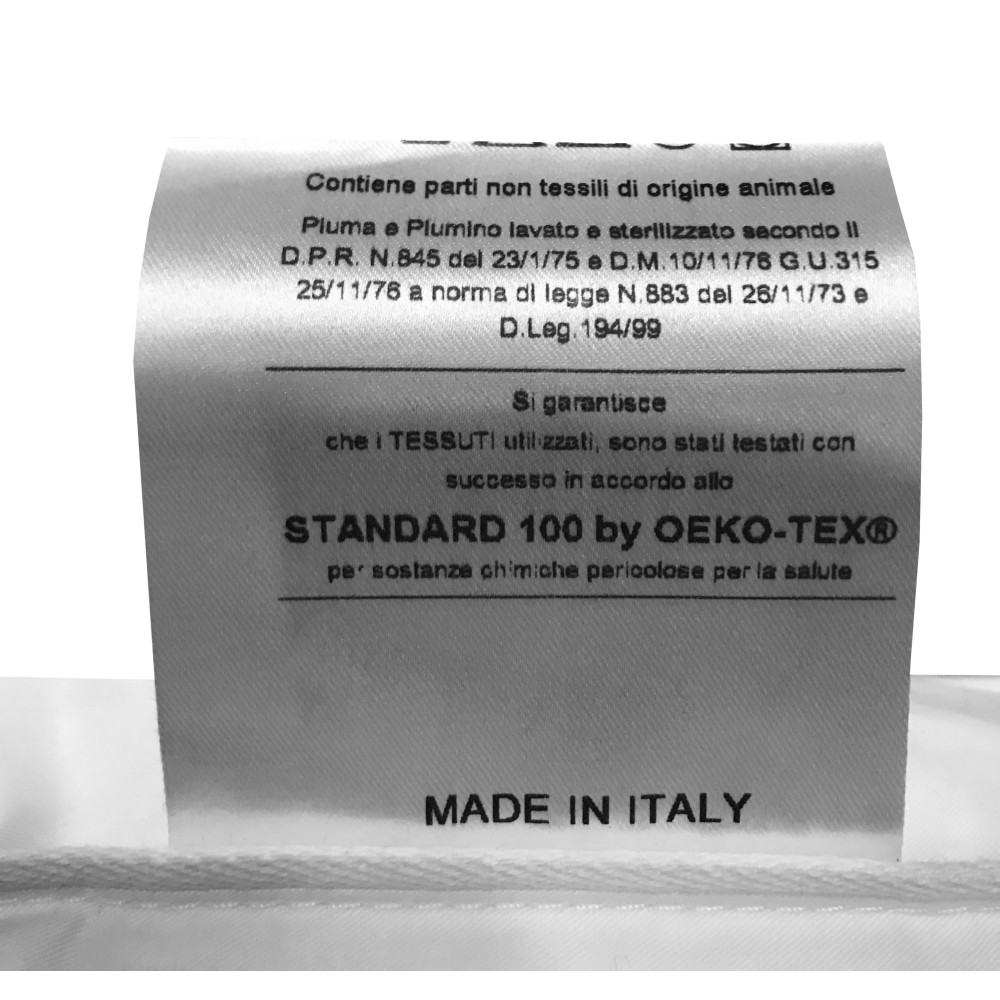 Contiene parti non tessili di origine animale
Piuma e Piumino lavato e sterilizzato secondo il
D.P.R. N.845 del 23/1/75 e D.M.10/11/76 G.U.315
25/11/76 a norma di legge N.883 del 26/11/73 e
D.Leg.194/99
Si garantisce
che i TESSUTI utilizzati, sono stati testati con
successo in accordo allo
STANDARD 100 by OEKO-TEX®
per sostanze chimiche pericolose per la salute
MADE IN ITALY